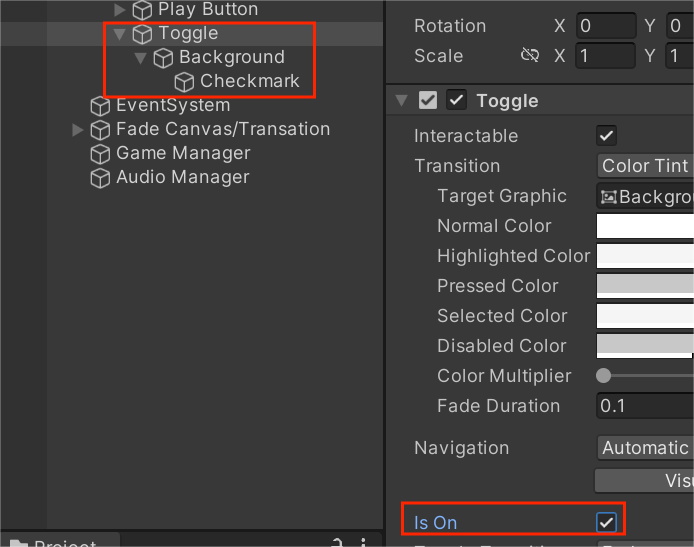 Play Button
Toggle
Background
Checkmark
EventSystem
Fade Canvas/Transation
Game Manager
Audio Manager
Project
Rotation X 0 Y 0
Scale X 1 Y 1
Toggle
Interactable
Transition Color Tint
Target Graphic Backgrou
Normal Color
Highlighted Color
Pressed Color
Selected Color
Disabled Color
Color Multiplier
Fade Duration 0.1
Navigation Automatic
Visu
Is On